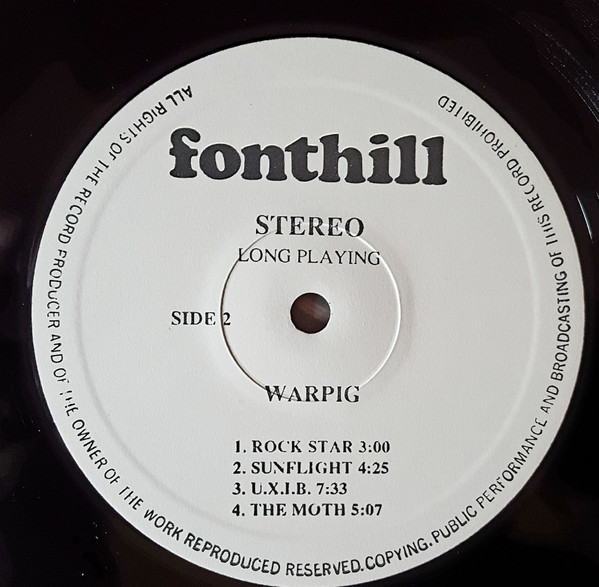 fonthill
STEREO
LONG PLAYING
SIDE 2
WARPIG
1. ROCK STAR 3:00
2. SUNFLIGHT 4:25
3. U.X.I.B. 7:33
4. THE MOTH 5:07
ALL RIGHTS OF THE RECORD PRODUCER AND OF THE OWNER OF THE WORK REPRODUCED RESERVED. COPYING. PUBLIC PERFORMANCE AND BROADCASTING OF THIS RECORD PROHIBITED